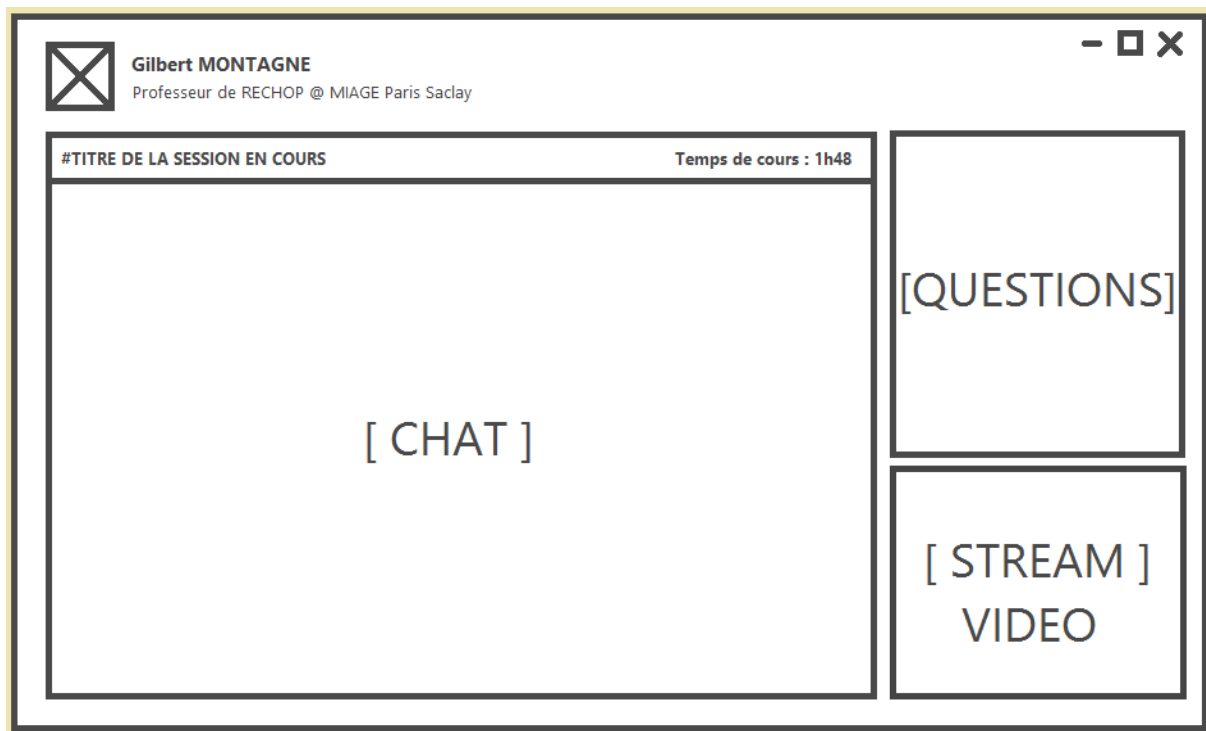 Gilbert MONTAGNE
Professeur de RECHOP @ MIAGE Paris Saclay
#TITRE DE LA SESSION EN COURS
Temps de cours : 1h48
[ CHAT ]
[QUESTIONS]
[ STREAM ]
VIDEO